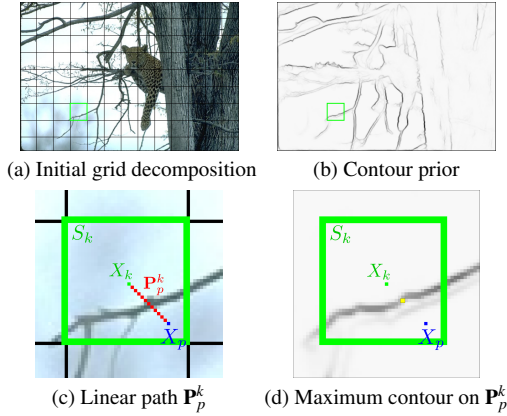 (a) Initial grid decomposition
(b) Contour prior
S_k
X_k
P_p^k
X_p
S_k
X_k
X_p
(c) Linear path P_p^k
(d) Maximum contour on P_p^k